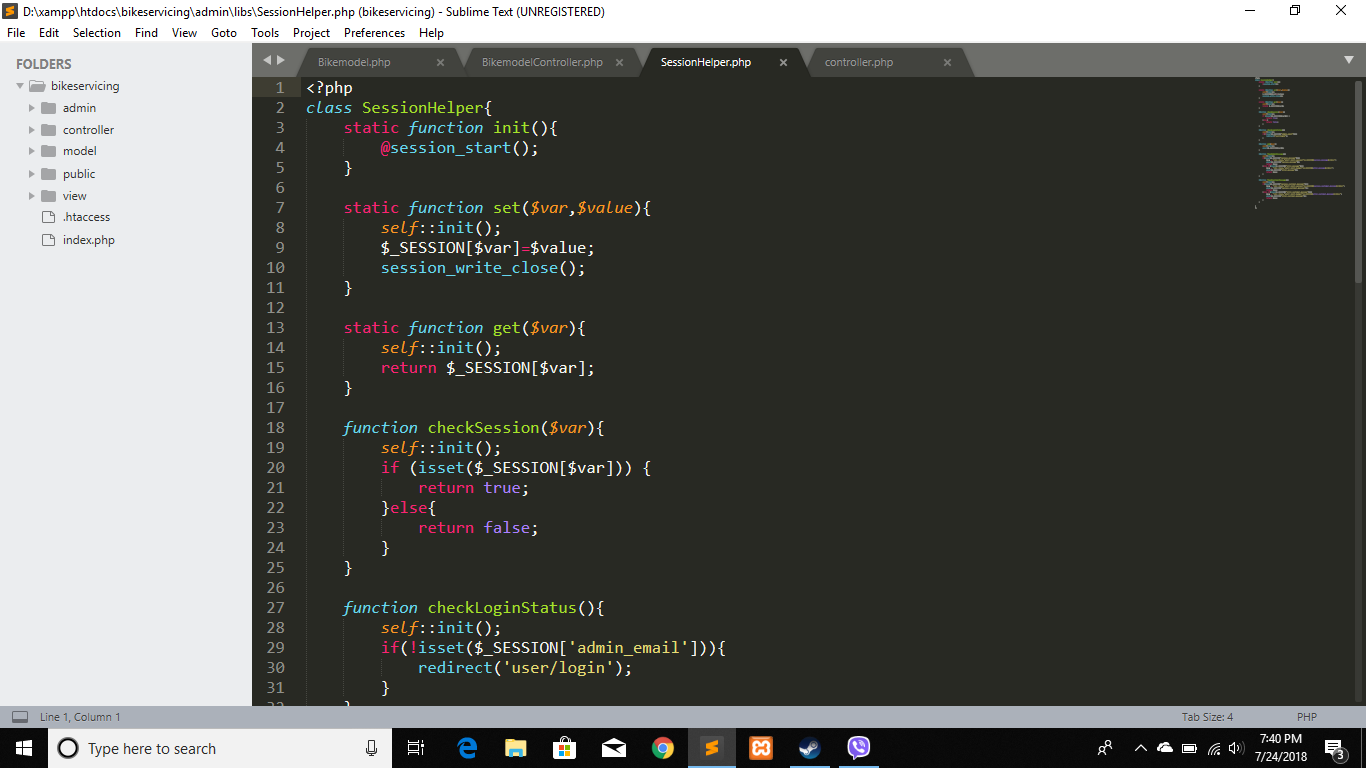 D:\xampp\htdocs\bikeservicing\admin\libs\SessionHelper.php (bikeservicing) - Sublime Text (UNREGISTERED)
File Edit Selection Find View Goto Tools Project Preferences Help
FOLDERS
bikeservicing
admin
controller
model
public
view
.htaccess
index.php
Bikemodel.php BikemodelController.php SessionHelper.php controller.php
1 <?php
2 class SessionHelper{
3     static function init(){
4         @session_start();
5     }
6
7     static function set($var,$value){
8         self::init();
9         $_SESSION[$var]=$value;
10         session_write_close();
11     }
12
13     static function get($var){
14         self::init();
15         return $_SESSION[$var];
16     }
17
18     function checkSession($var){
19         self::init();
20         if (isset($_SESSION[$var])) {
21             return true;
22         }else{
23             return false;
24         }
25     }
26
27     function checkLoginStatus(){
28         self::init();
29         if(!isset($_SESSION['admin_email'])){
30             redirect('user/login');
31         }
Line 1, Column 1 Tab Size: 4 PHP
Type here to search
7:40 PM
7/24/2018
3